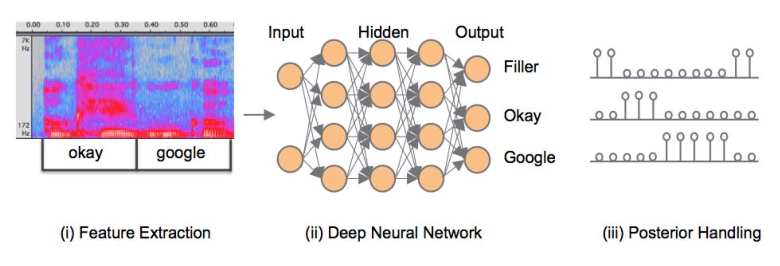 0.00 0.10 0.20 0.30 0.40 0.50 0.60
7K
Hz
172
Hz
okay google
Input Hidden Output
Filler
Okay
Google
(i) Feature Extraction (ii) Deep Neural Network (iii) Posterior Handling